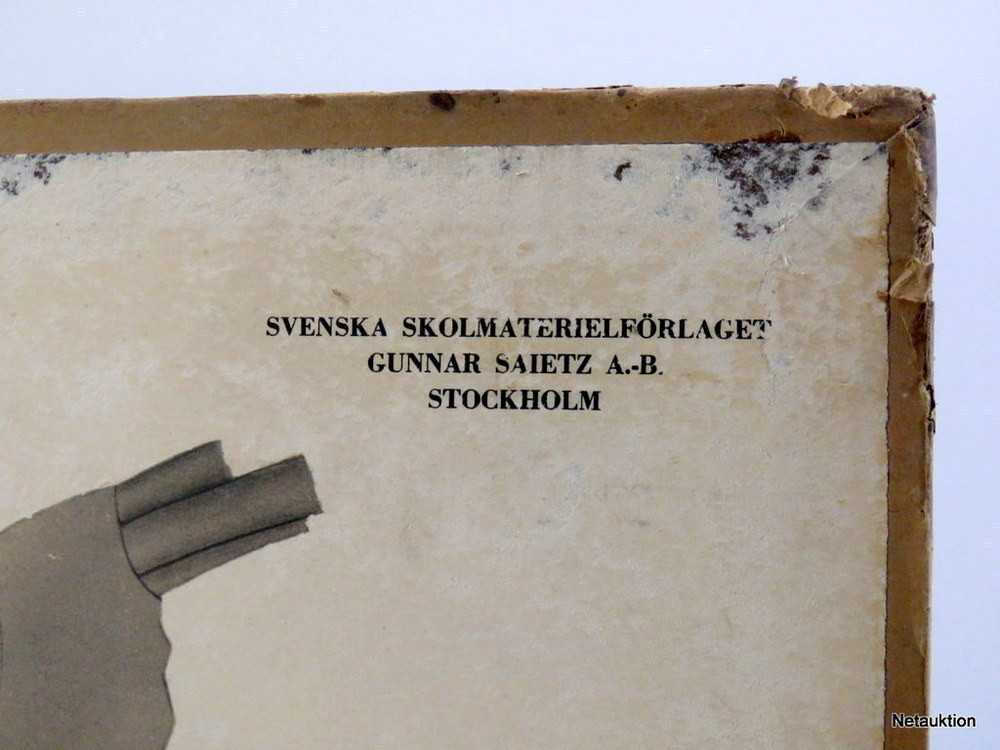 SVENSKA SKOLMATERIELFÖRLAGET
GUNNAR SAIETZ A.-B.
STOCKHOLM
Netauktion